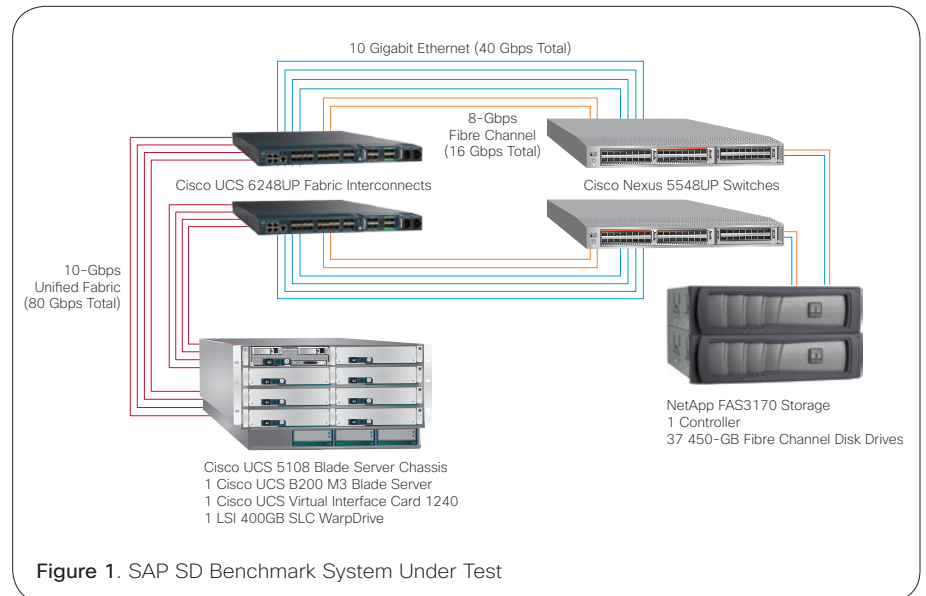 10 Gigabit Ethernet (40 Gbps Total)
8-Gbps
Fibre Channel
(16 Gbps Total)
Cisco UCS 6248UP Fabric Interconnects
Cisco Nexus 5548UP Switches
10-Gbps
Unified Fabric
(80 Gbps Total)
NetApp FAS3170 Storage
1 Controller
37 450-GB Fibre Channel Disk Drives
Cisco UCS 5108 Blade Server Chassis
1 Cisco UCS B200 M3 Blade Server
1 Cisco UCS Virtual Interface Card 1240
1 LSI 400GB SLC WarpDrive
Figure 1. SAP SD Benchmark System Under Test